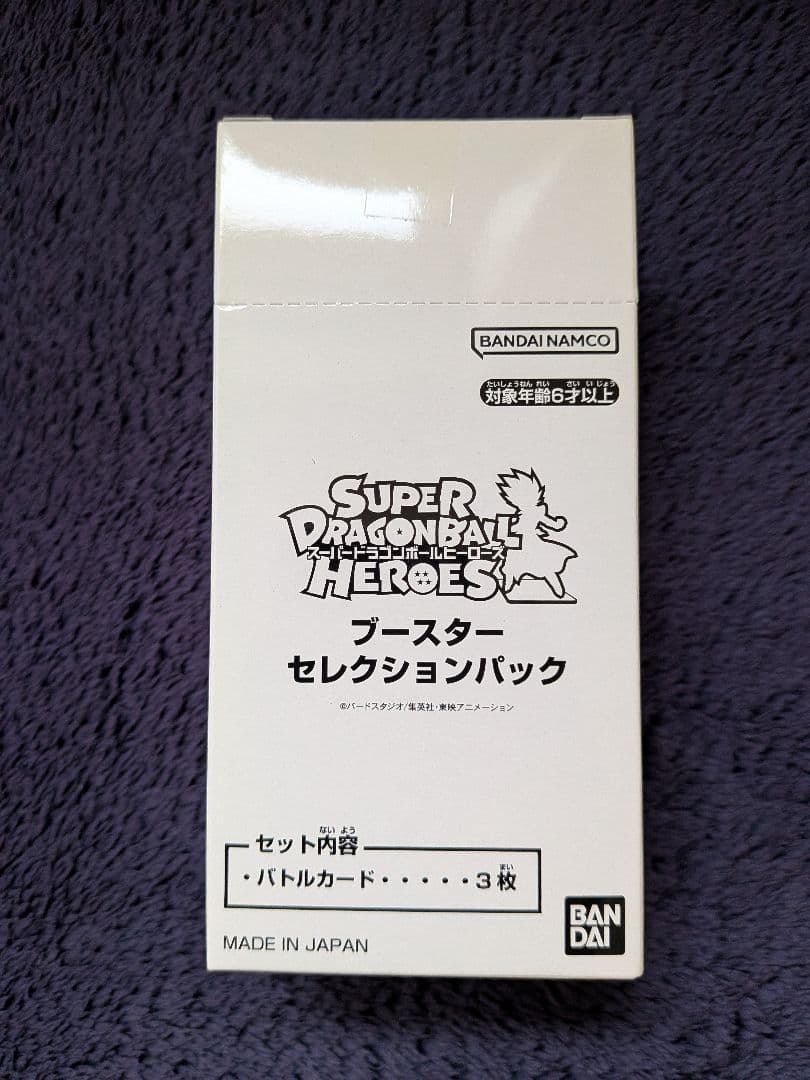 BANDAI NAMCO
たいしょうねんれい さいいじょう
対象年齢6才以上
SUPER
DRAGONBALL
スーパードラゴンボールヒーローズ
HEROES
ブースター
セレクションパック
©バードスタジオ/集英社・東映アニメーション
ないよう
セット内容
まい
・バトルカード・・・・・3枚
BAN
DAI
MADE IN JAPAN